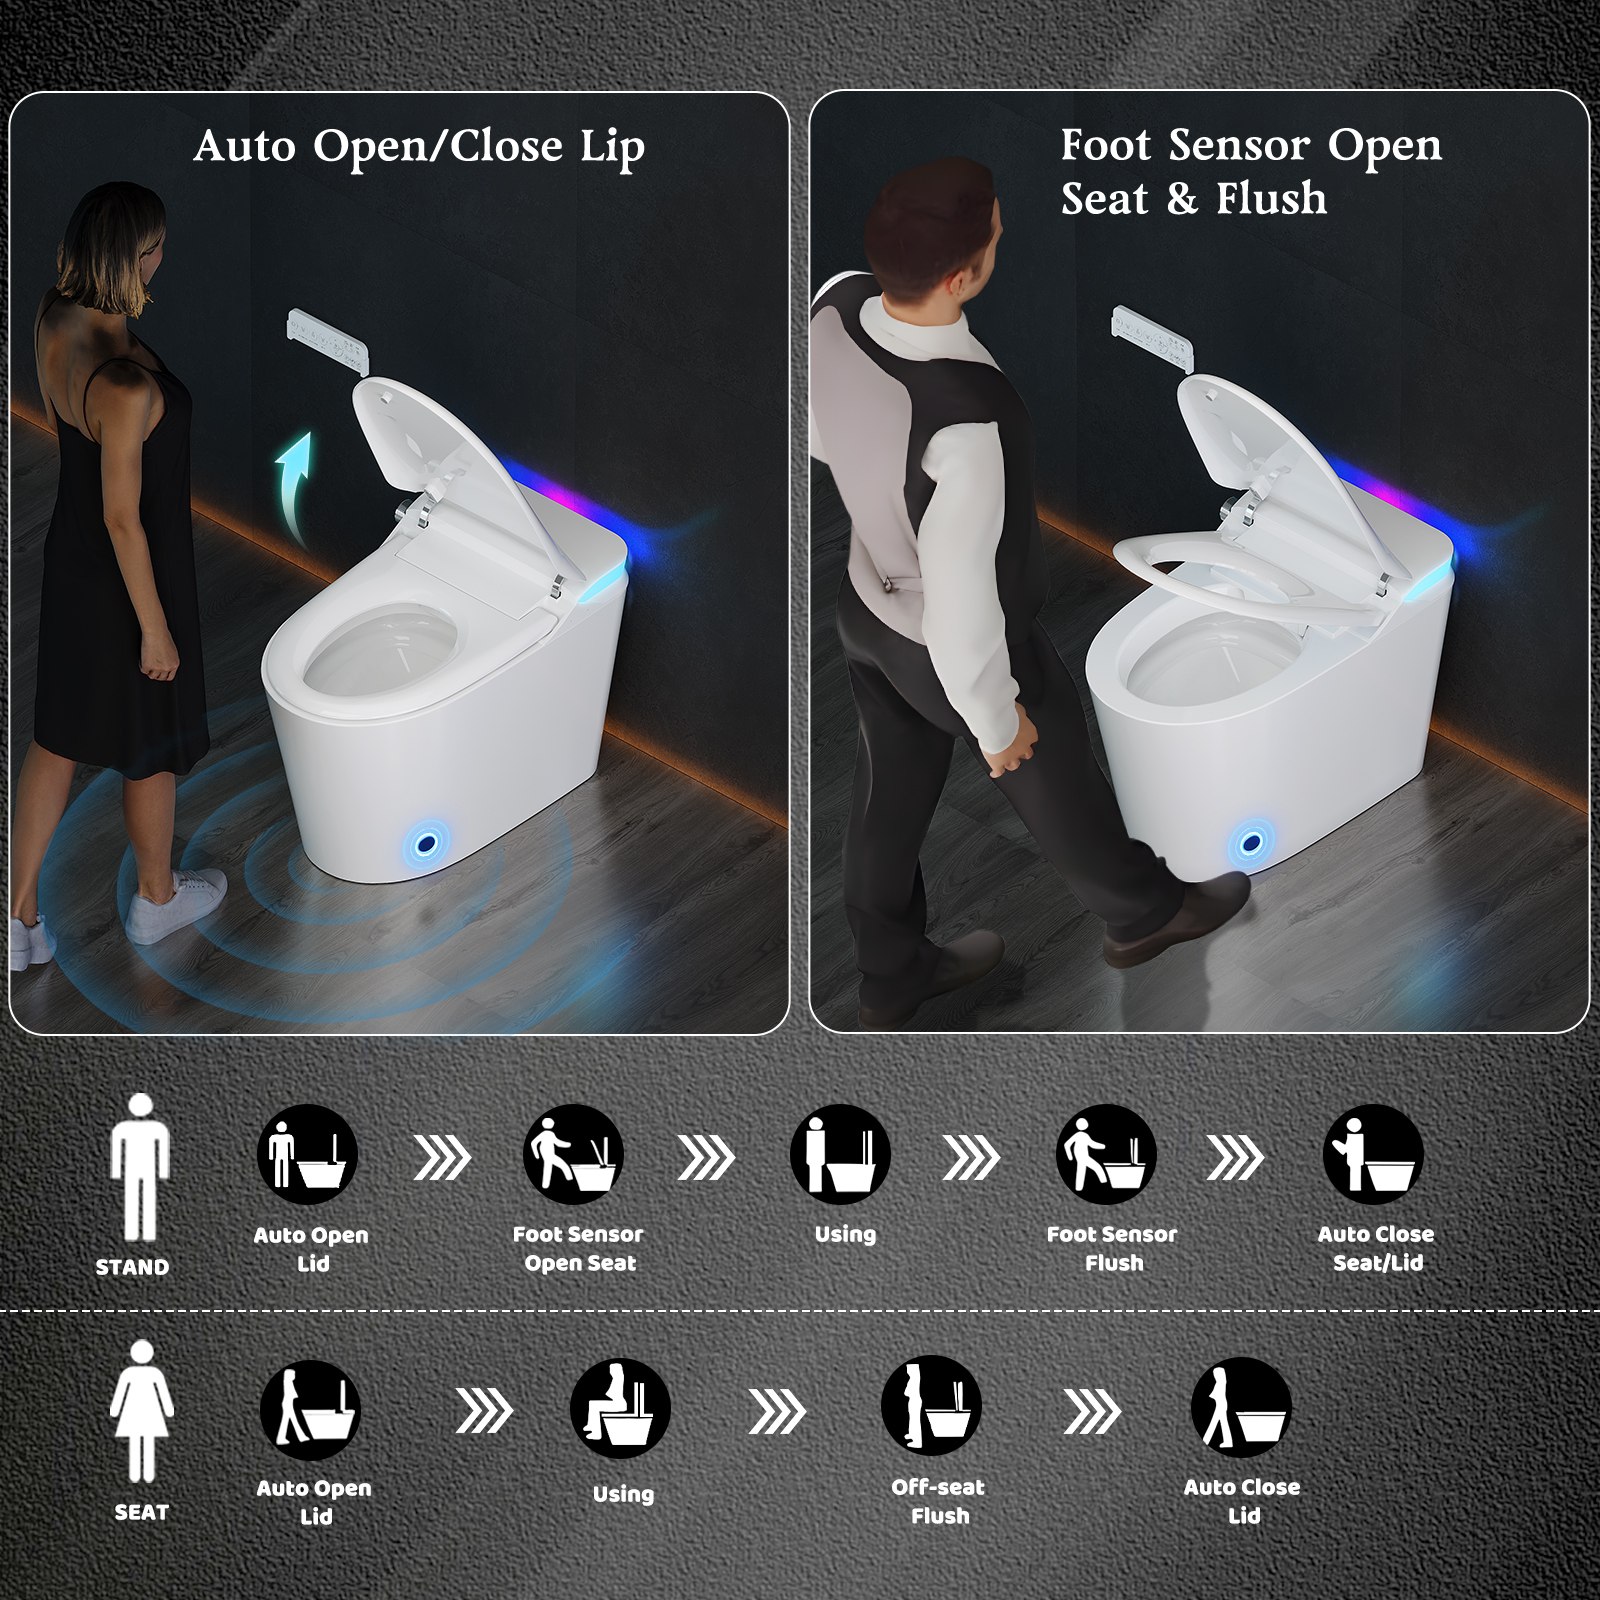 Auto Open/Close Lip
Foot Sensor Open
Seat & Flush
STAND
Auto Open
Lid
Foot Sensor
Open Seat
Using
Foot Sensor
Flush
Auto Close
Seat/Lid
SEAT
Auto Open
Lid
Using
Off-seat
Flush
Auto Close
Lid